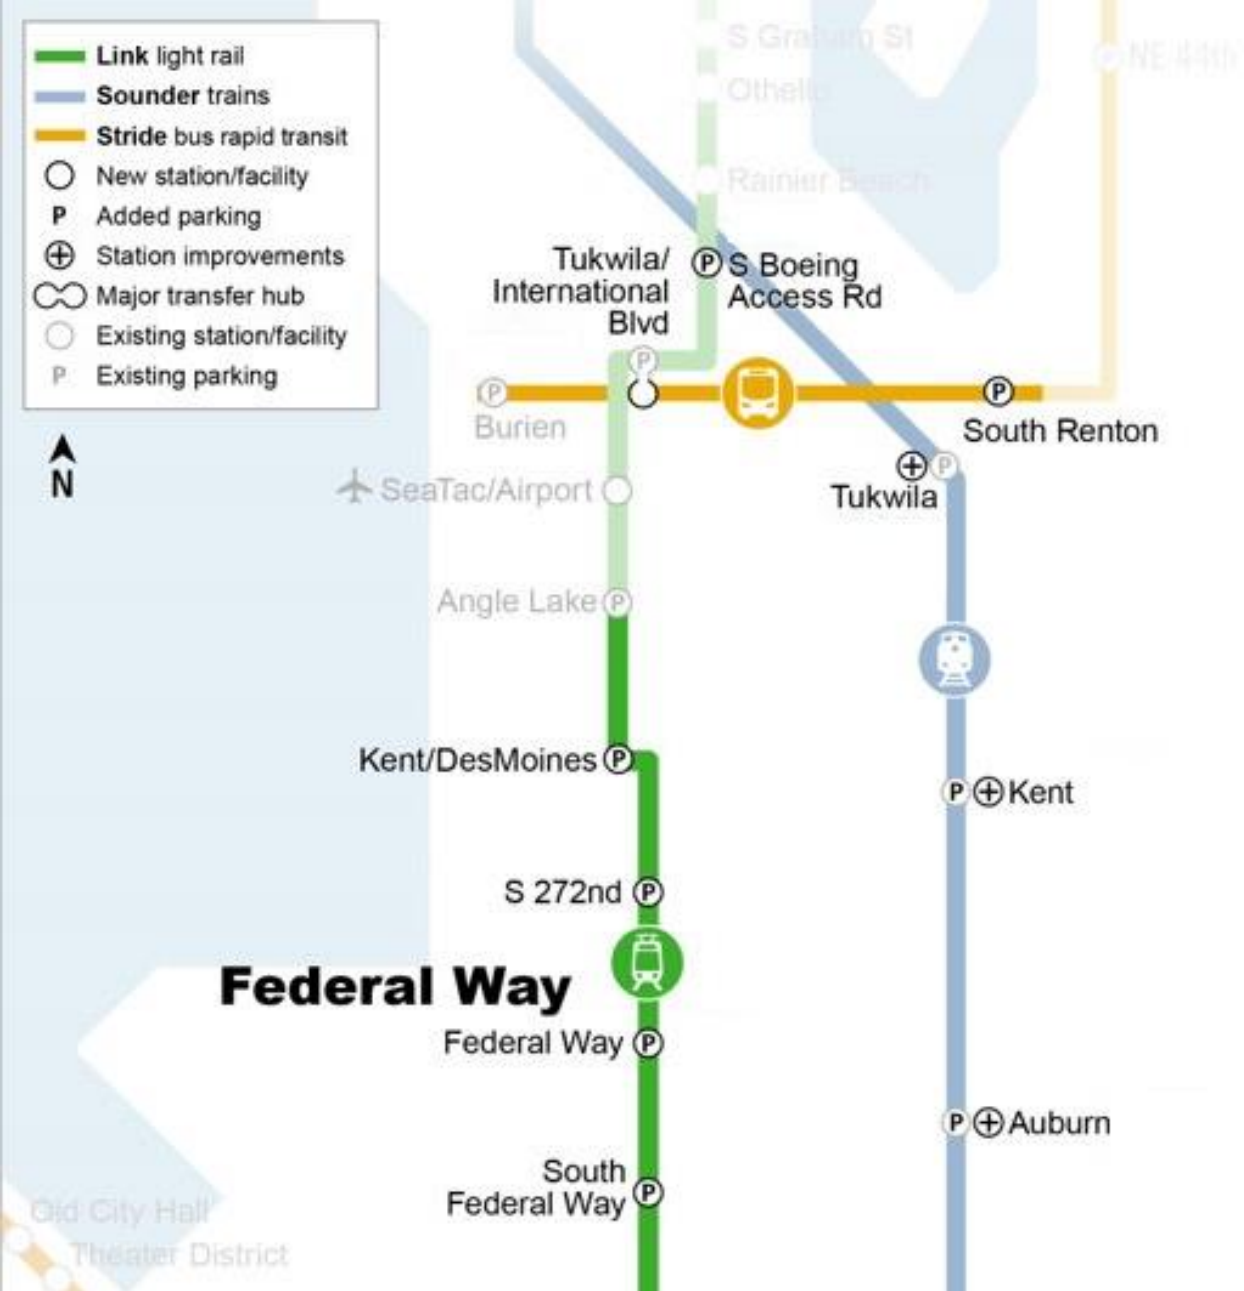 Link light rail
Sounder trains
Stride bus rapid transit
New station/facility
P Added parking
Station improvements
Major transfer hub
Existing station/facility
P Existing parking
N
S Graham St
NE 44th
Othello
Rainier Beach
Tukwila/
International
Blvd
P S Boeing
Access Rd
P
P
Burien
P
South Renton
SeaTac/Airport
P
Tukwila
Angle Lake P
Kent/DesMoines P
P Kent
S 272nd P
Federal Way
Federal Way P
P Auburn
South
Federal Way P
Old City Hall
Theater District